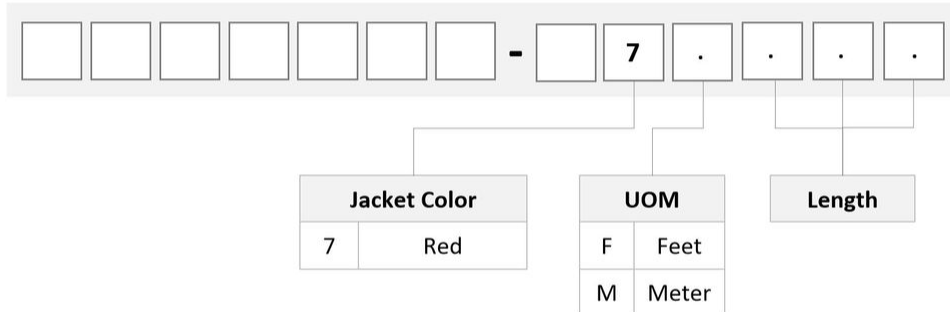 - 7 . . . .
Jacket Color UOM Length
7 Red F Feet
M Meter